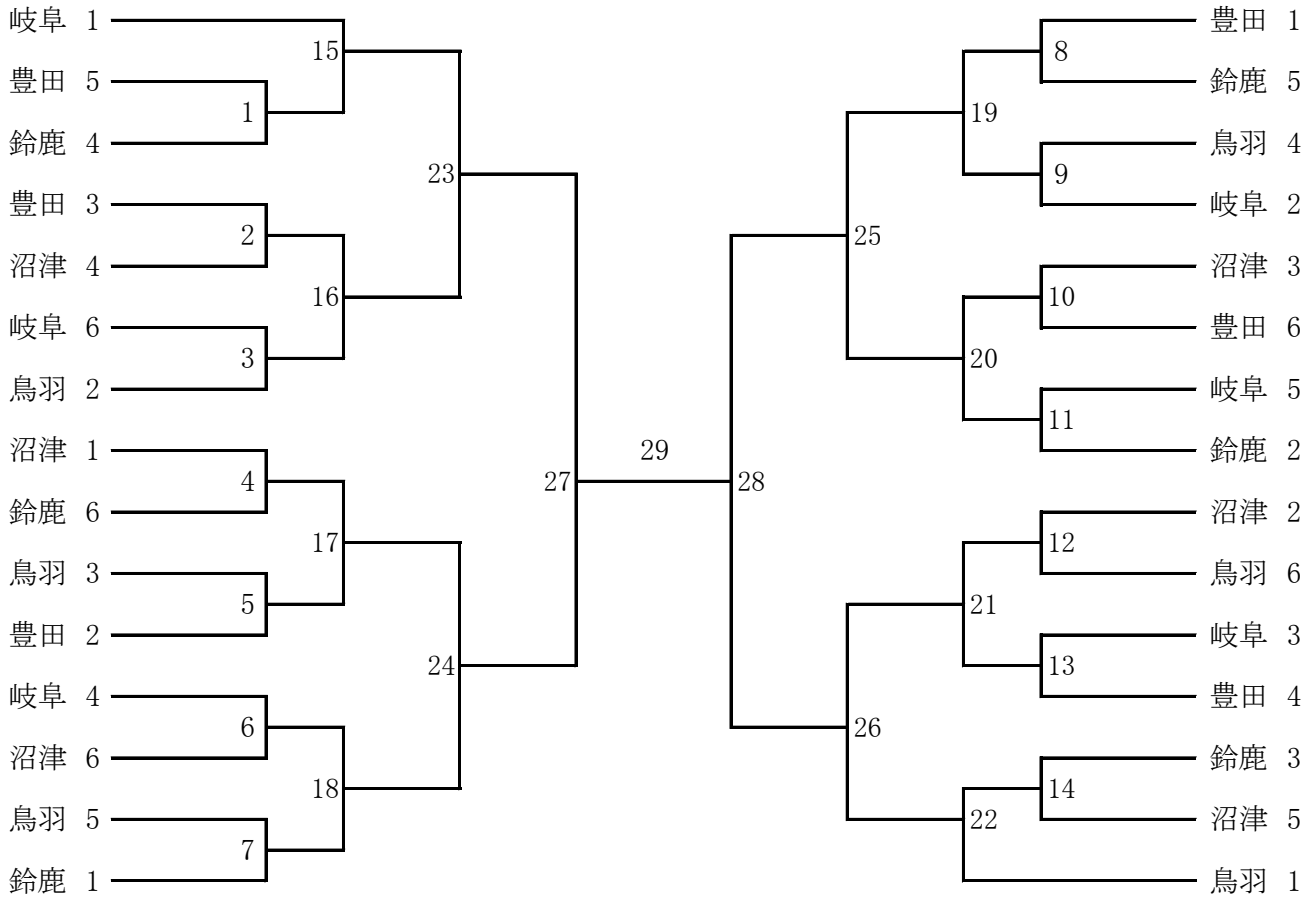 岐阜 1
豊田 5
鈴鹿 4
豊田 3
沼津 4
岐阜 6
鳥羽 2
沼津 1
鈴鹿 6
鳥羽 3
豊田 2
岐阜 4
沼津 6
鳥羽 5
鈴鹿 1
1
2
3
4
5
6
7
15
16
17
18
23
24
27
29
28
25
26
19
20
21
22
8
9
10
11
12
13
14
豊田 1
鈴鹿 5
鳥羽 4
岐阜 2
沼津 3
豊田 6
岐阜 5
鈴鹿 2
沼津 2
鳥羽 6
岐阜 3
豊田 4
鈴鹿 3
沼津 5
鳥羽 1